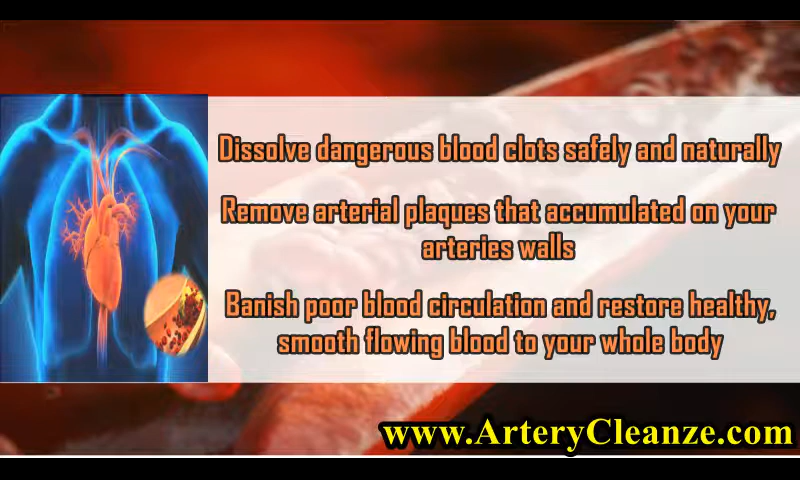 Dissolve dangerous blood clots safely and naturally
Remove arterial plaques that accumulated on your
arteries walls
Banish poor blood circulation and restore healthy,
smooth flowing blood to your whole body
www.ArteryCleanze.com